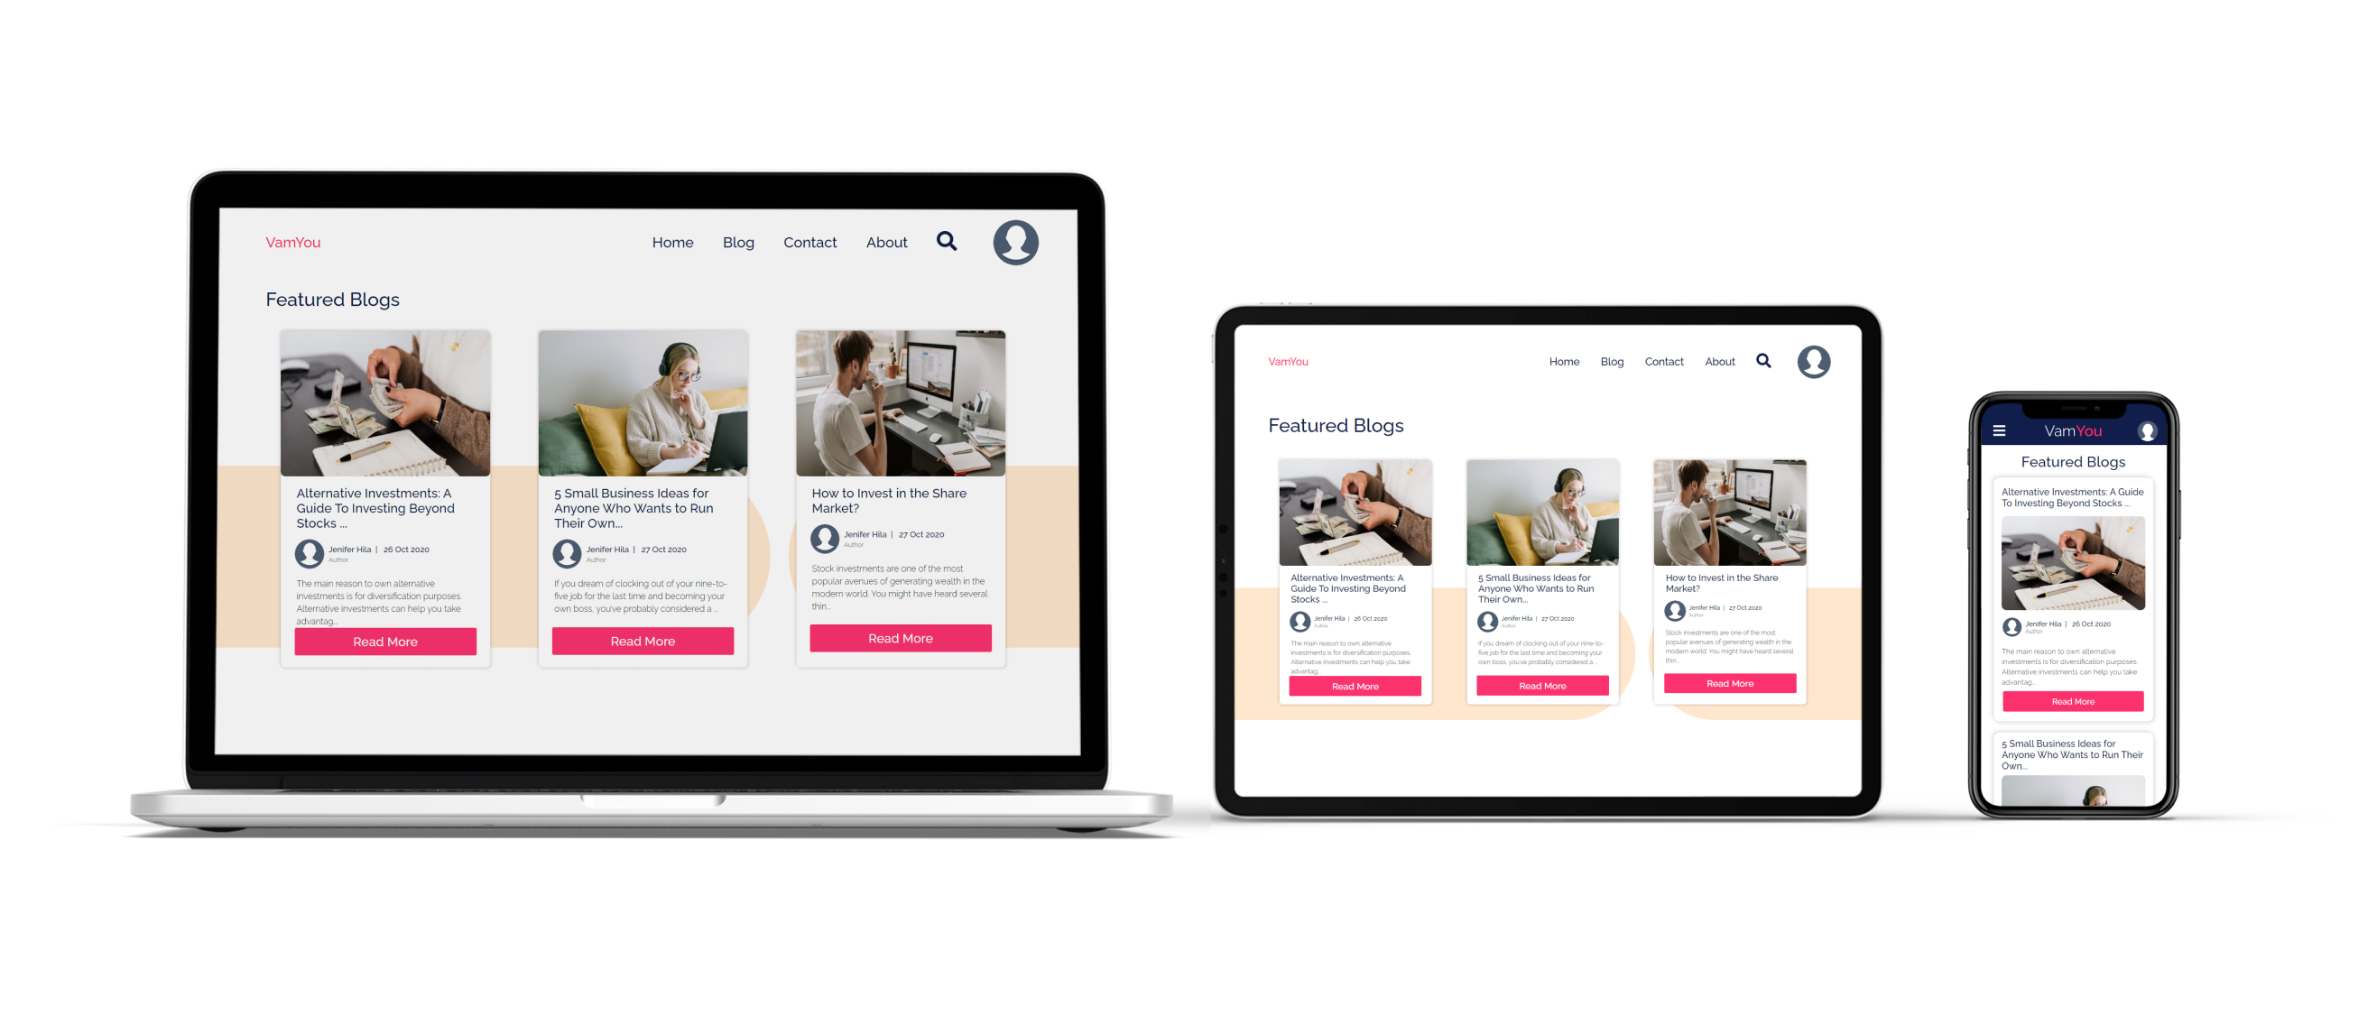 VamYou
Home Blog Contact About
Featured Blogs
Alternative Investments: A
Guide To Investing Beyond
Stocks ...
Jenifer Hila | 26 Oct 2020
Author
The main reason to own alternative
investments is for diversification purposes.
Alternative investments can help you take
advantag...
Read More
5 Small Business Ideas for
Anyone Who Wants to Run
Their Own...
Jenifer Hila | 27 Oct 2020
Author
If you dream of clocking out of your nine-to-
five job for the last time and becoming your
own boss, you've probably considered a ...
Read More
How to Invest in the Share
Market?
Jenifer Hila | 27 Oct 2020
Author
Stock investments are one of the most
popular avenues of generating wealth in the
modern world. You might have heard several
thin...
Read More
VamYou
Home Blog Contact About
Featured Blogs
Alternative Investments: A
Guide To Investing Beyond
Stocks ...
Jenifer Hila | 26 Oct 2020
Author
The main reason to own alternative
investments is for diversification purposes.
Alternative investments can help you take
advantag...
Read More
5 Small Business Ideas for
Anyone Who Wants to Run
Their Own...
Jenifer Hila | 27 Oct 2020
Author
If you dream of clocking out of your nine-to-
five job for the last time and becoming your
own boss, you've probably considered a ...
Read More
How to Invest in the Share
Market?
Jenifer Hila | 27 Oct 2020
Author
Stock investments are one of the most
popular avenues of generating wealth in the
modern world. You might have heard several
thin...
Read More
VamYou
Featured Blogs
Alternative Investments: A Guide
To Investing Beyond Stocks ...
Jenifer Hila | 26 Oct 2020
Author
The main reason to own alternative
investments is for diversification purposes.
Alternative investments can help you take
advantag...
Read More
5 Small Business Ideas for
Anyone Who Wants to Run Their
Own...